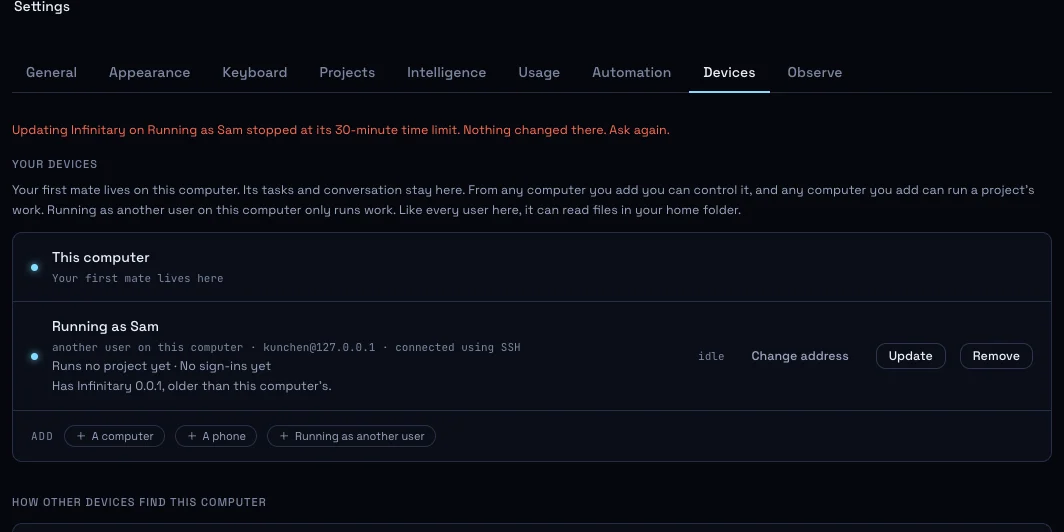 Settings
General
Appearance
Keyboard
Projects
Intelligence
Usage
Automation
Devices
Observe
Updating Infinitary on Running as Sam stopped at its 30-minute time limit. Nothing changed there. Ask again.
YOUR DEVICES
Your first mate lives on this computer. Its tasks and conversation stay here. From any computer you add you can control it, and any computer you add can run a project's
work. Running as another user on this computer only runs work. Like every user here, it can read files in your home folder.
This computer
Your first mate lives here
Running as Sam
another user on this computer · kunchen@127.0.0.1 · connected using SSH
Runs no project yet · No sign-ins yet
Has Infinitary 0.0.1, older than this computer's.
idle
Change address
Update
Remove
ADD
+ A computer
+ A phone
+ Running as another user
HOW OTHER DEVICES FIND THIS COMPUTER